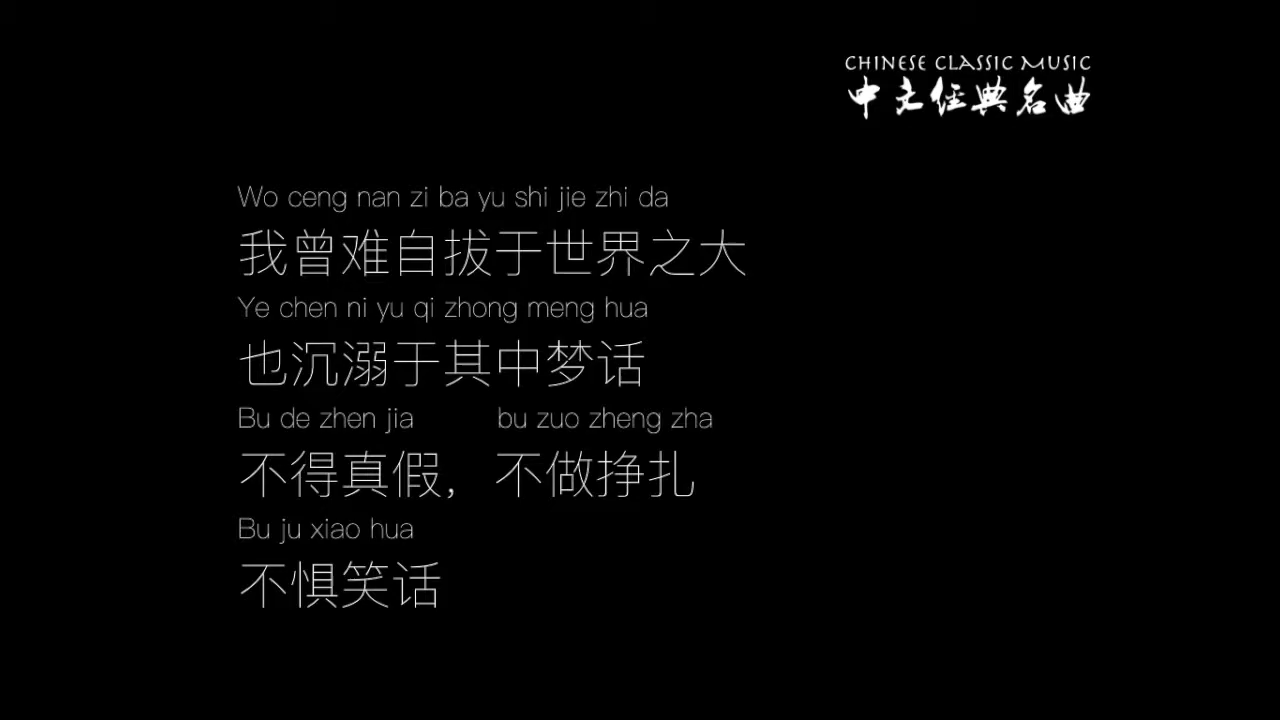 CHINESE CLASSIC MUSIC
中文经典名曲
Wo ceng nan zi ba yu shi jie zhi da
我曾难自拔于世界之大
Ye chen ni yu qi zhong meng hua
也沉溺于其中梦话
Bu de zhen jia bu zuo zheng zha
不得真假，不做挣扎
Bu ju xiao hua
不惧笑话